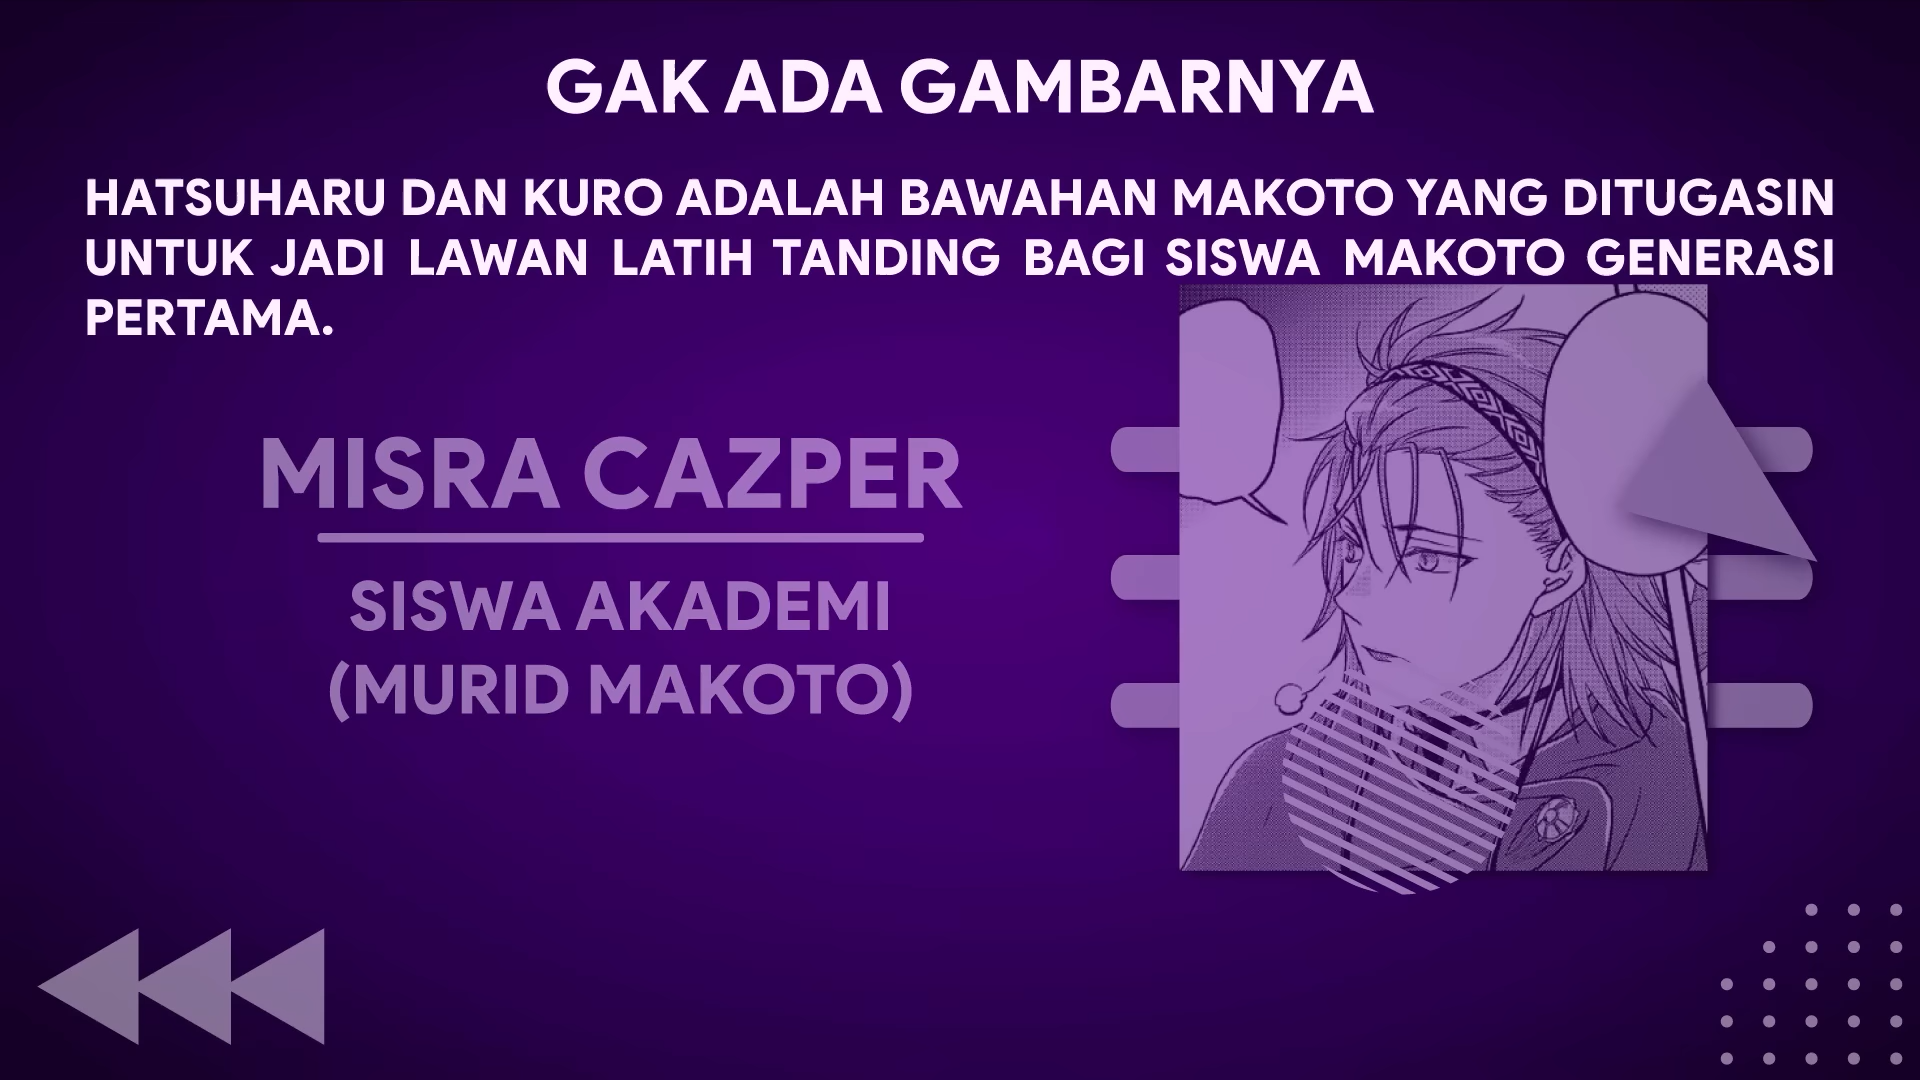 GAK ADA GAMBARNYA
HATSUHARU DAN KURO ADALAH BAWAHAN MAKOTO YANG DITUGASIN
UNTUK JADI LAWAN LATIH TANDING BAGI SISWA MAKOTO GENERASI
PERTAMA.
MISRA CAZPER
SISWA AKADEMI
(MURID MAKOTO)